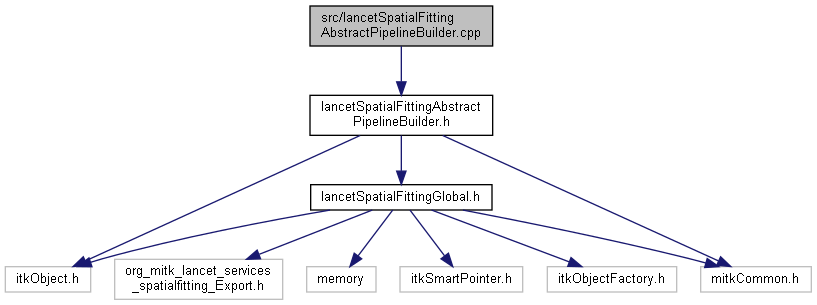 src/lancetSpatialFitting
AbstractPipelineBuilder.cpp
lancetSpatialFittingAbstract
PipelineBuilder.h
lancetSpatialFittingGlobal.h
itkObject.h
org_mitk_lancet_services
_spatialfitting_Export.h
memory
itkSmartPointer.h
itkObjectFactory.h
mitkCommon.h